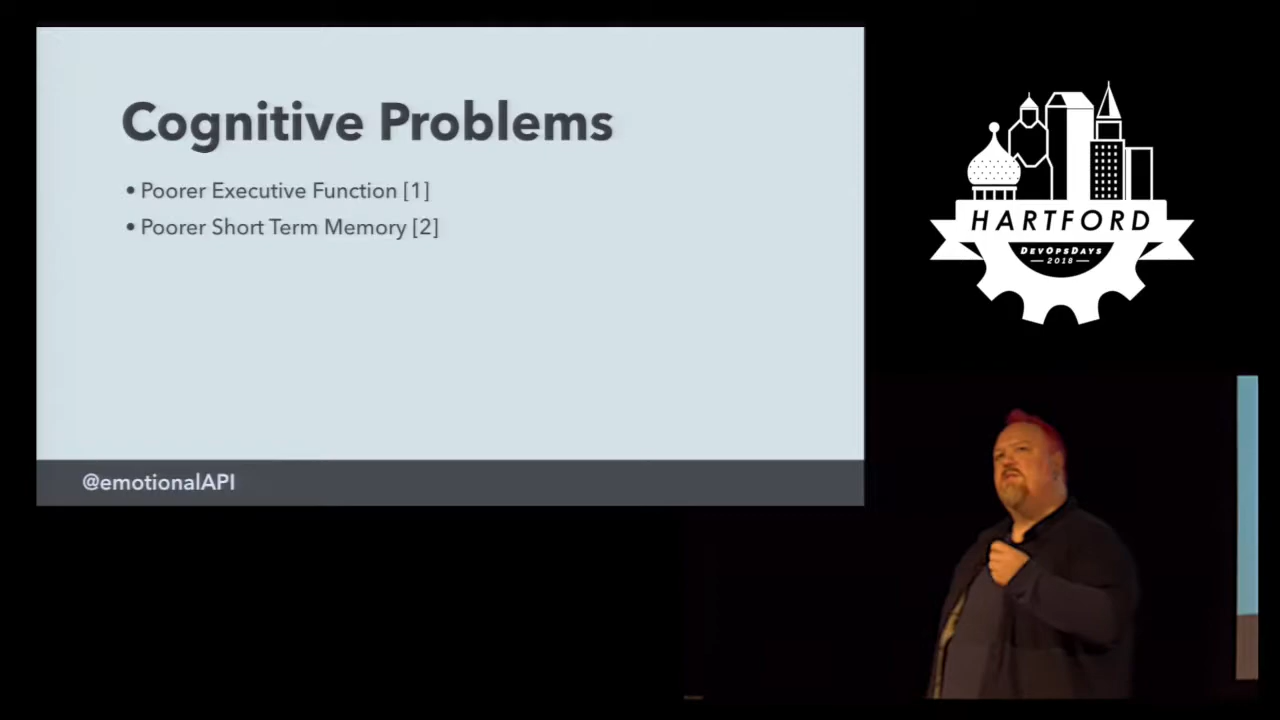 Cognitive Problems
• Poorer Executive Function [1]
• Poorer Short Term Memory [2]
@emotionalAPI
HARTFORD
DEVOPSDAYS
2018